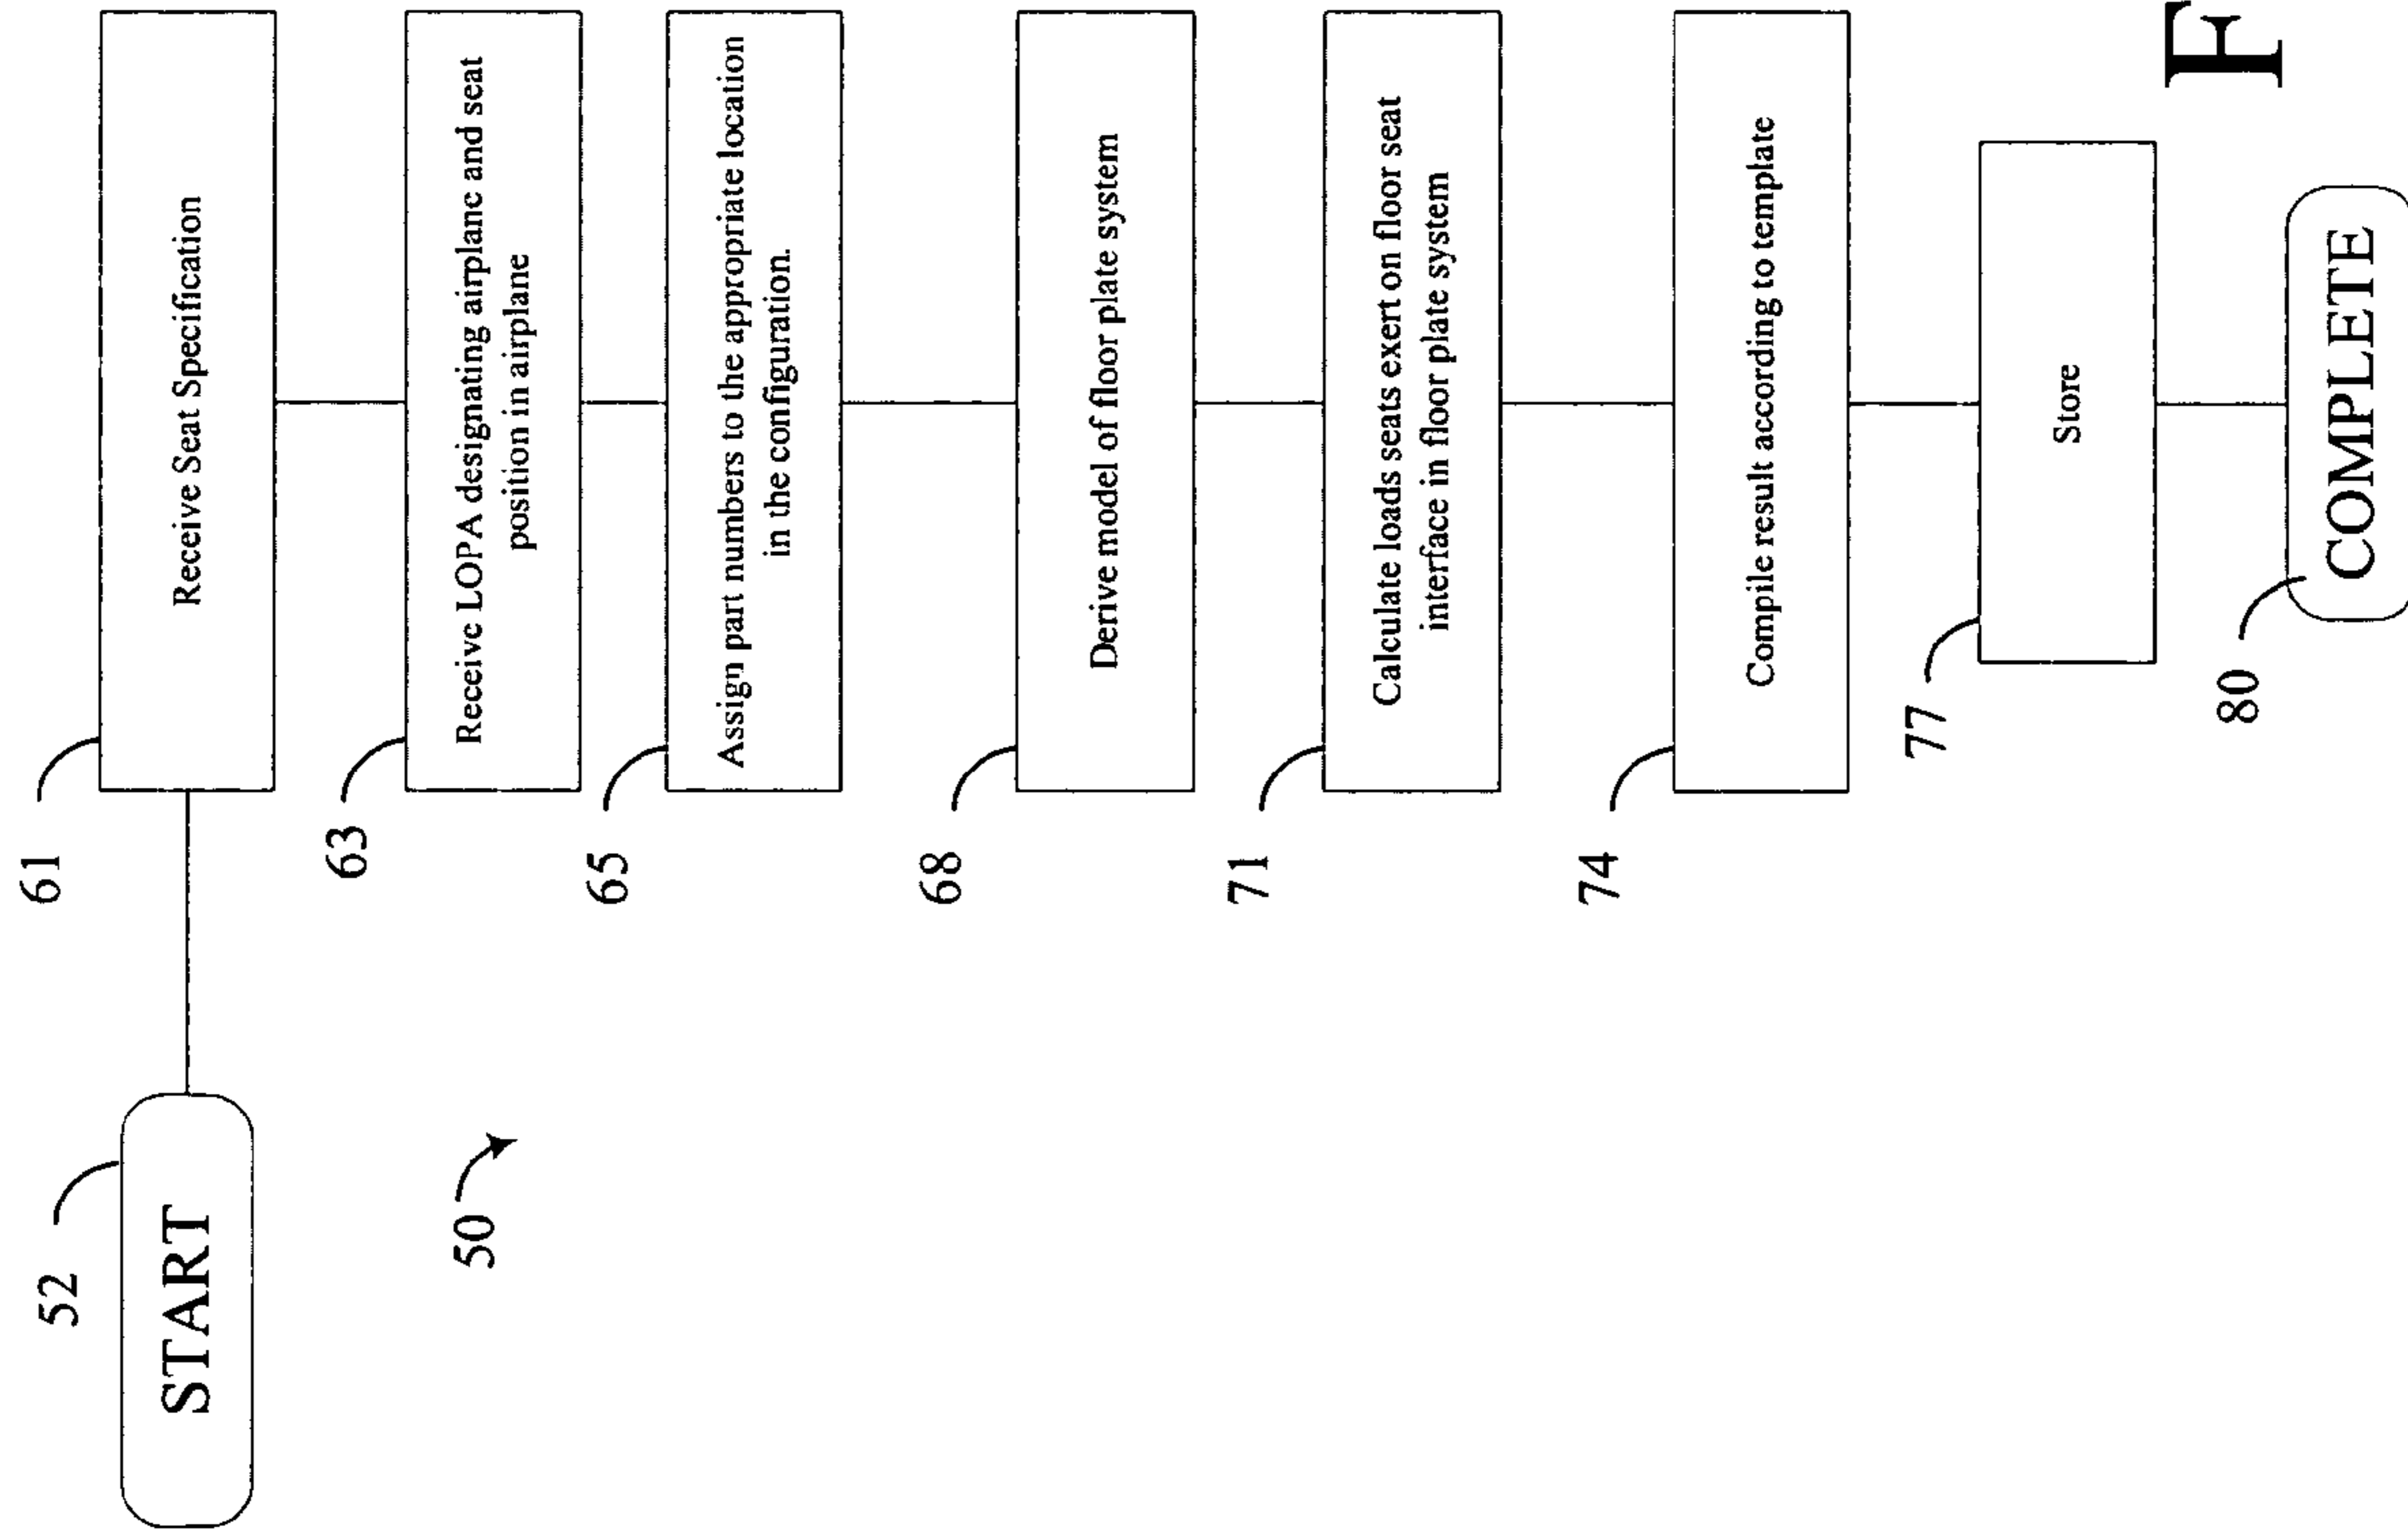 52
START
50
61
Receive Seat Specification
63
Receive LOPA designating airplane and seat
position in airplane
65
Assign part numbers to the appropriate location
in the configuration.
68
Derive model of floor plate system
71
Calculate loads seats exert on floor seat
interface in floor plate system
74
Compile result according to template
77
Store
80
COMPLETE
F